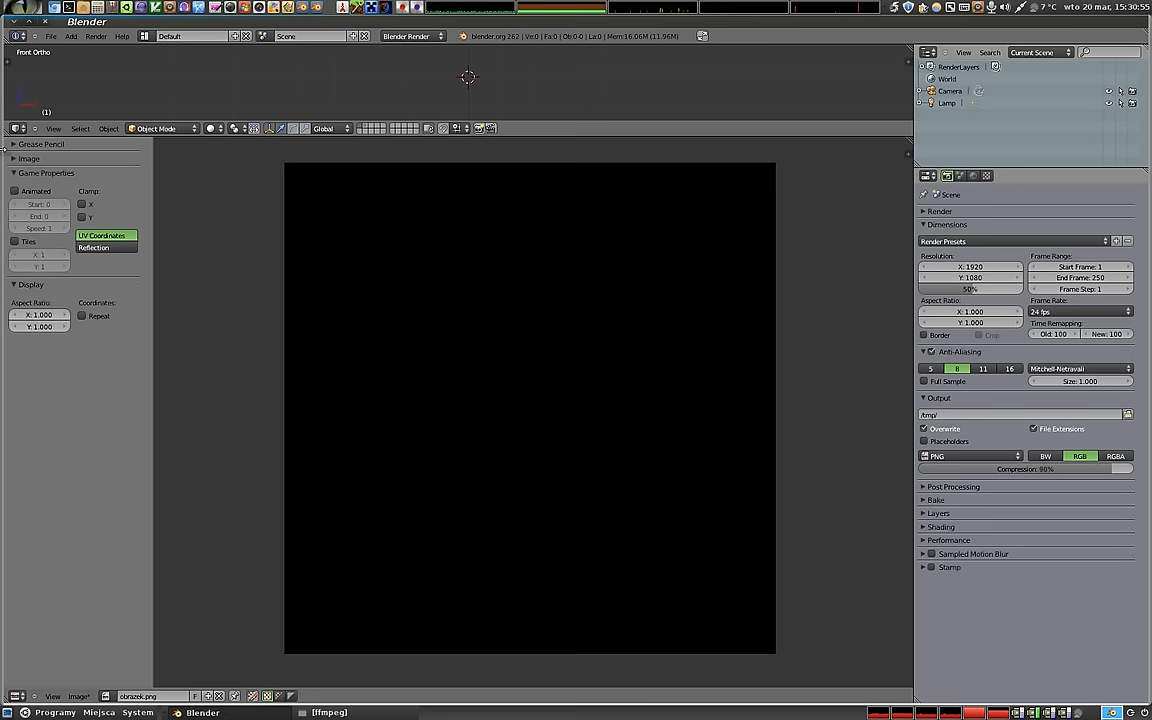 7 °C wto 20 mar, 15:30:55
Blender
File Add Render Help Default Scene Blender Render blender.org 262 | Ve:0 | Fa:0 | Ob:0-0 | La:0 | Mem:16.06M (11.96M)
Front Ortho
(1)
View Select Object Object Mode Global
View Search Current Scene
RenderLayers
World
Camera
Lamp
Grease Pencil
Image
Game Properties
Animated
Clamp:
Start: 0
X
End: 0
Y
Speed: 1
Tiles
UV Coordinates
Reflection
X: 1
Y: 1
Display
Aspect Ratio:
Coordinates:
X: 1.000
Repeat
Y: 1.000
Scene
Render
Dimensions
Render Presets
Resolution:
Frame Range:
X: 1920
Start Frame: 1
Y: 1080
End Frame: 250
50%
Frame Step: 1
Aspect Ratio:
Frame Rate:
X: 1.000
24 fps
Y: 1.000
Time Remapping:
Border
Crop
Old: 100
New: 100
Anti-Aliasing
5 8 11 16
Mitchell-Netravali
Full Sample
Size: 1.000
Output
/tmp/
Overwrite
File Extensions
Placeholders
PNG
BW RGB RGBA
Compression: 90%
Post Processing
Bake
Layers
Shading
Performance
Sampled Motion Blur
Stamp
View Image* obrazek.png F
Programy Miejsca System Blender [ffmpeg]